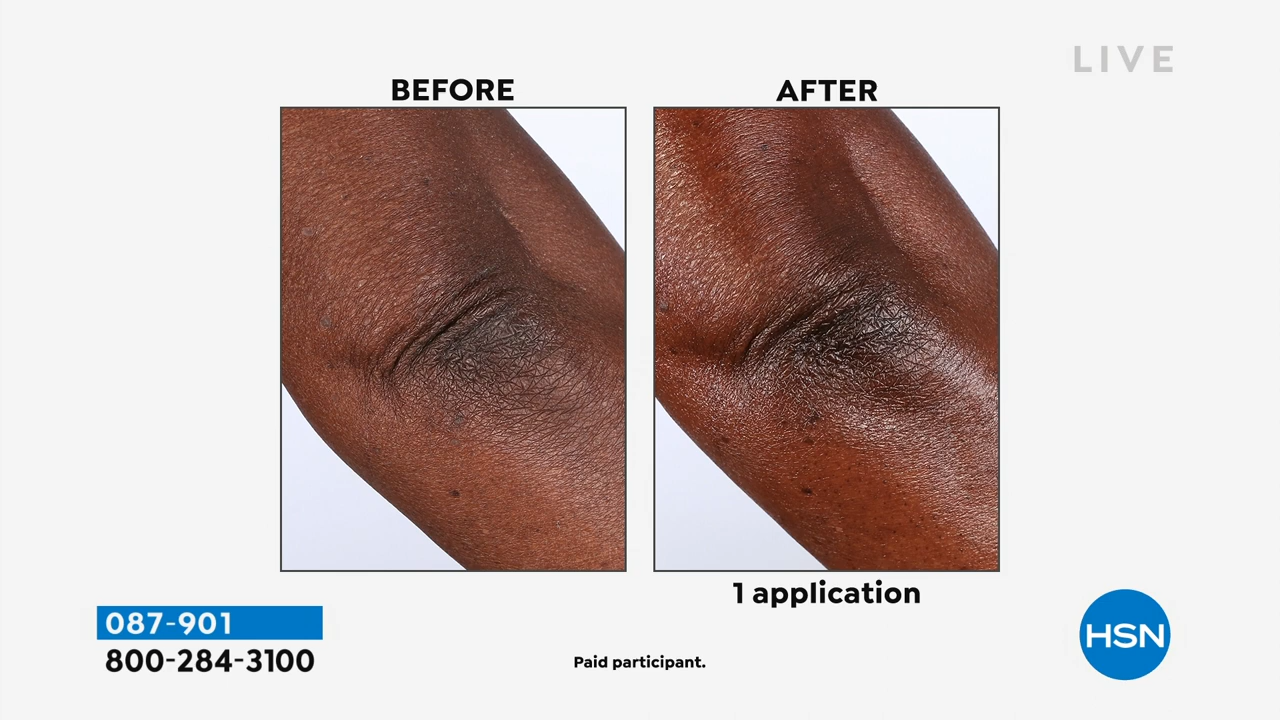 LIVE
BEFORE
AFTER
1 application
087-901
800-284-3100
Paid participant.
HSN